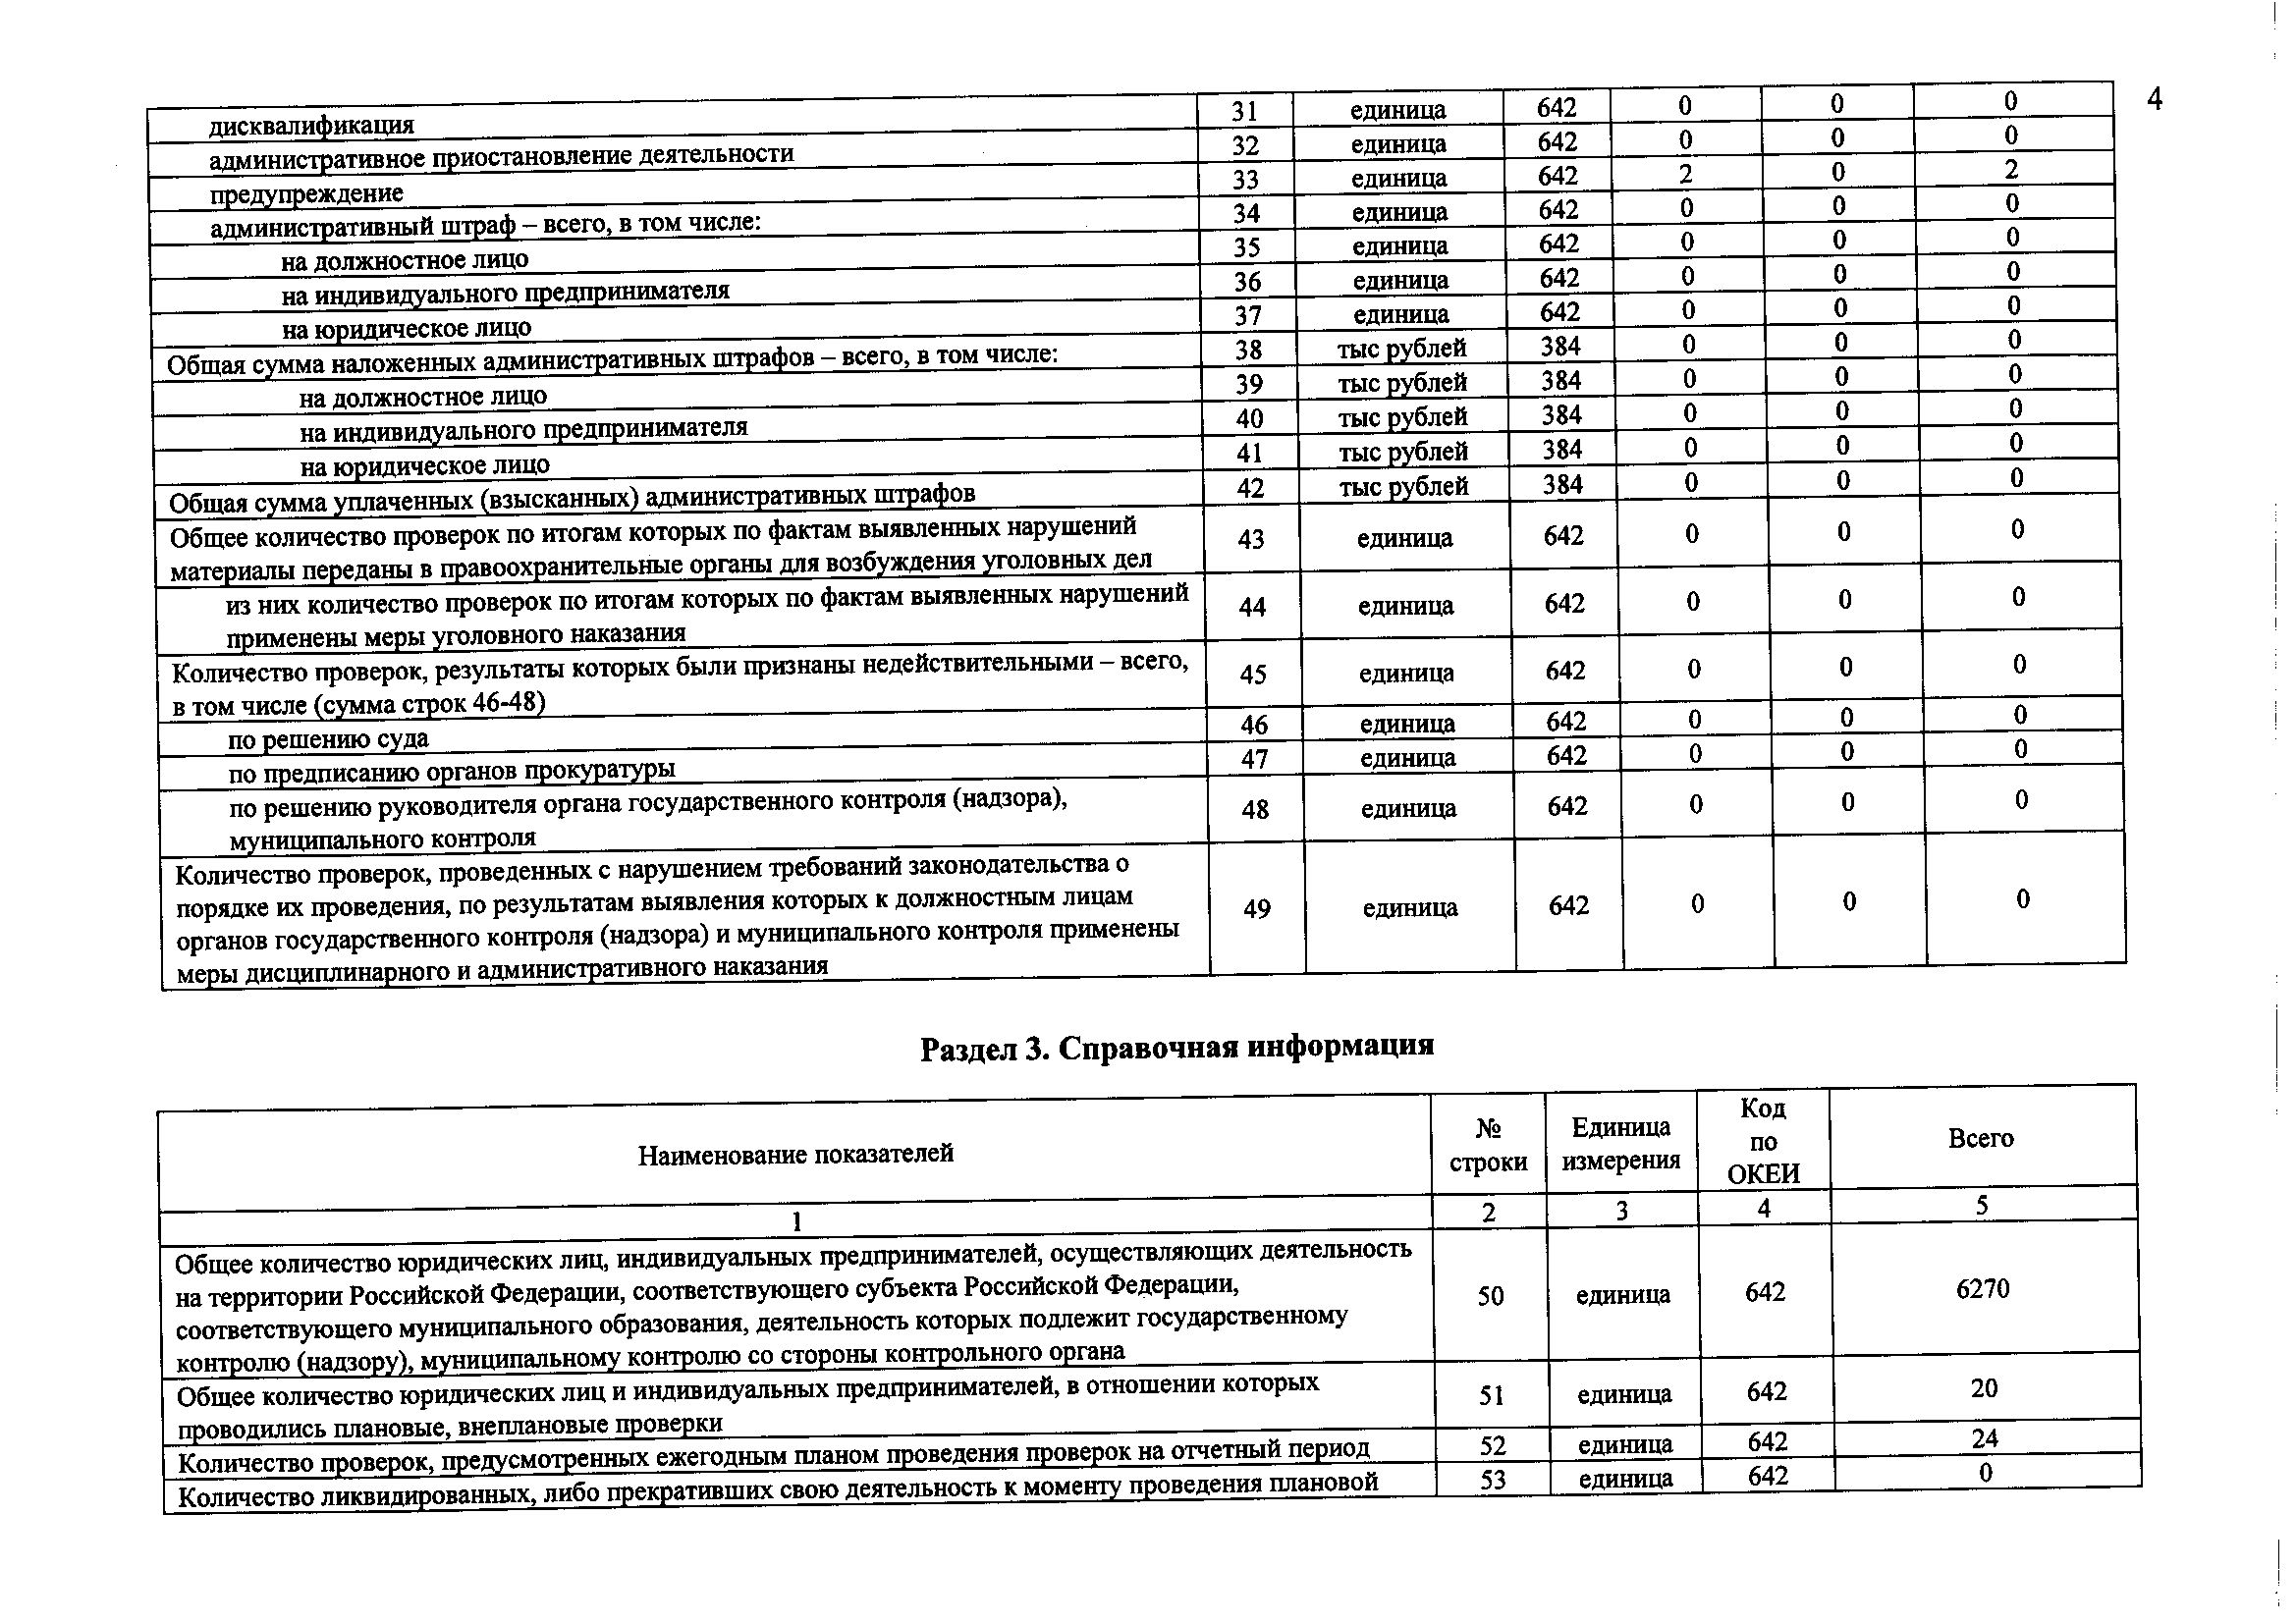 4
дисквалификация 31 единица 642 0 0 0
административное приостановление деятельности 32 единица 642 0 0 0
предупреждение 33 единица 642 2 0 2
административный штраф – всего, в том числе: 34 единица 642 0 0 0
на должностное лицо 35 единица 642 0 0 0
на индивидуального предпринимателя 36 единица 642 0 0 0
на юридическое лицо 37 единица 642 0 0 0
Общая сумма наложенных административных штрафов – всего, в том числе: 38 тыс рублей 384 0 0 0
на должностное лицо 39 тыс рублей 384 0 0 0
на индивидуального предпринимателя 40 тыс рублей 384 0 0 0
на юридическое лицо 41 тыс рублей 384 0 0 0
Общая сумма уплаченных (взысканных) административных штрафов 42 тыс рублей 384 0 0 0
Общее количество проверок по итогам которых по фактам выявленных нарушений
материалы переданы в правоохранительные органы для возбуждения уголовных дел
43 единица 642 0 0 0
из них количество проверок по итогам которых по фактам выявленных нарушений
применены меры уголовного наказания
44 единица 642 0 0 0
Количество проверок, результаты которых были признаны недействительными – всего,
в том числе (сумма строк 46-48)
45 единица 642 0 0 0
по решению суда 46 единица 642 0 0 0
по предписанию органов прокуратуры 47 единица 642 0 0 0
по решению руководителя органа государственного контроля (надзора),
муниципального контроля
48 единица 642 0 0 0
Количество проверок, проведенных с нарушением требований законодательства о
порядке их проведения, по результатам выявления которых к должностным лицам
органов государственного контроля (надзора) и муниципального контроля применены
меры дисциплинарного и административного наказания
49 единица 642 0 0 0
Раздел 3. Справочная информация
Наименование показателей
№
строки
Единица
измерения
Код
по
ОКЕИ
Всего
1 2 3 4 5
Общее количество юридических лиц, индивидуальных предпринимателей, осуществляющих деятельность
на территории Российской Федерации, соответствующего субъекта Российской Федерации,
соответствующего муниципального образования, деятельность которых подлежит государственному
контролю (надзору), муниципальному контролю со стороны контрольного органа
50 единица 642 6270
Общее количество юридических лиц и индивидуальных предпринимателей, в отношении которых
проводились плановые, внеплановые проверки
51 единица 642 20
Количество проверок, предусмотренных ежегодным планом проведения проверок на отчетный период 52 единица 642 24
Количество ликвидированных, либо прекративших свою деятельность к моменту проведения плановой 53 единица 642 0